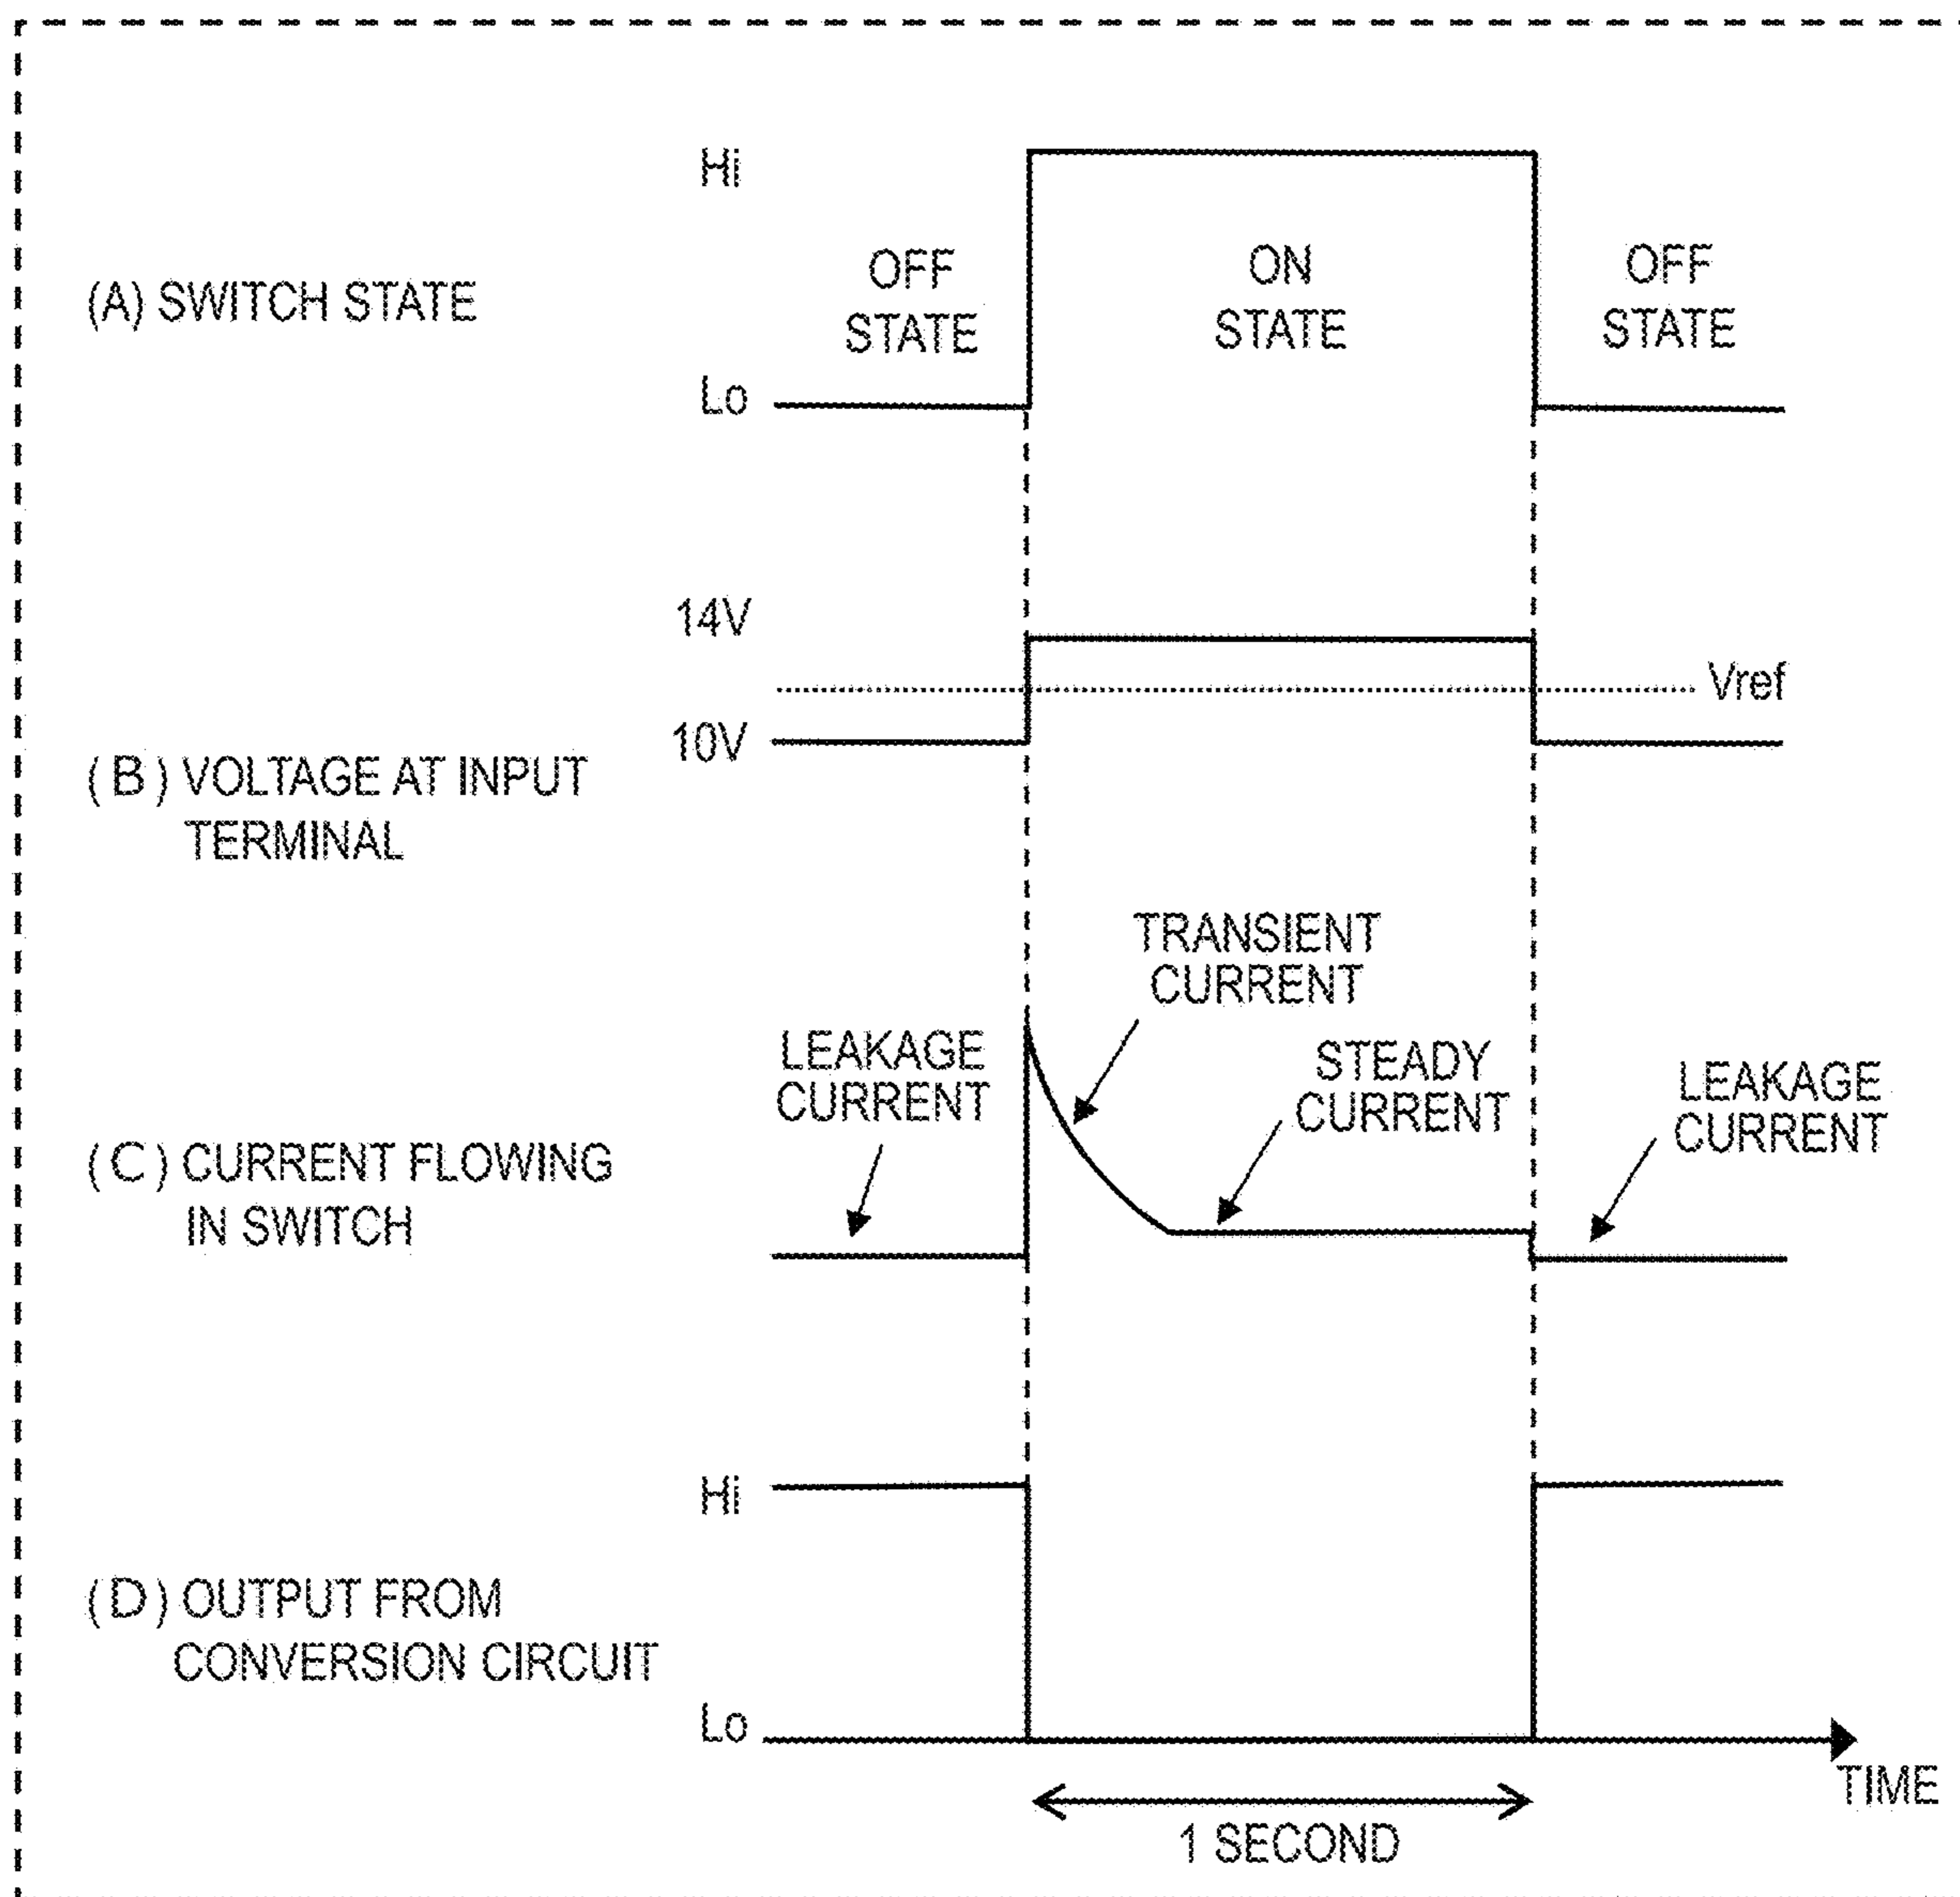 Hi
OFF
STATE
ON
STATE
OFF
STATE
(A) SWITCH STATE
Lo
14V
Vref
10V
(B) VOLTAGE AT INPUT
TERMINAL
TRANSIENT
CURRENT
LEAKAGE
CURRENT
STEADY
CURRENT
LEAKAGE
CURRENT
(C) CURRENT FLOWING
IN SWITCH
Hi
(D) OUTPUT FROM
CONVERSION CIRCUIT
Lo
TIME
1 SECOND